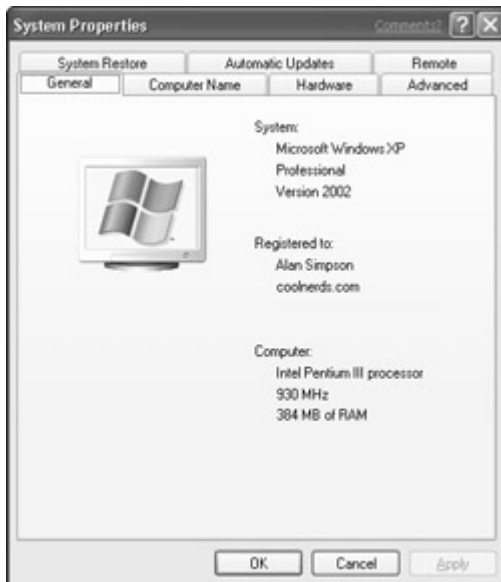 System Properties
Comments? ? X
System Restore Automatic Updates Remote
General Computer Name Hardware Advanced
System:
Microsoft Windows XP
Professional
Version 2002
Registered to:
Alan Simpson
coolnerds.com
Computer:
Intel Pentium III processor
930 MHz
384 MB of RAM
OK Cancel Apply